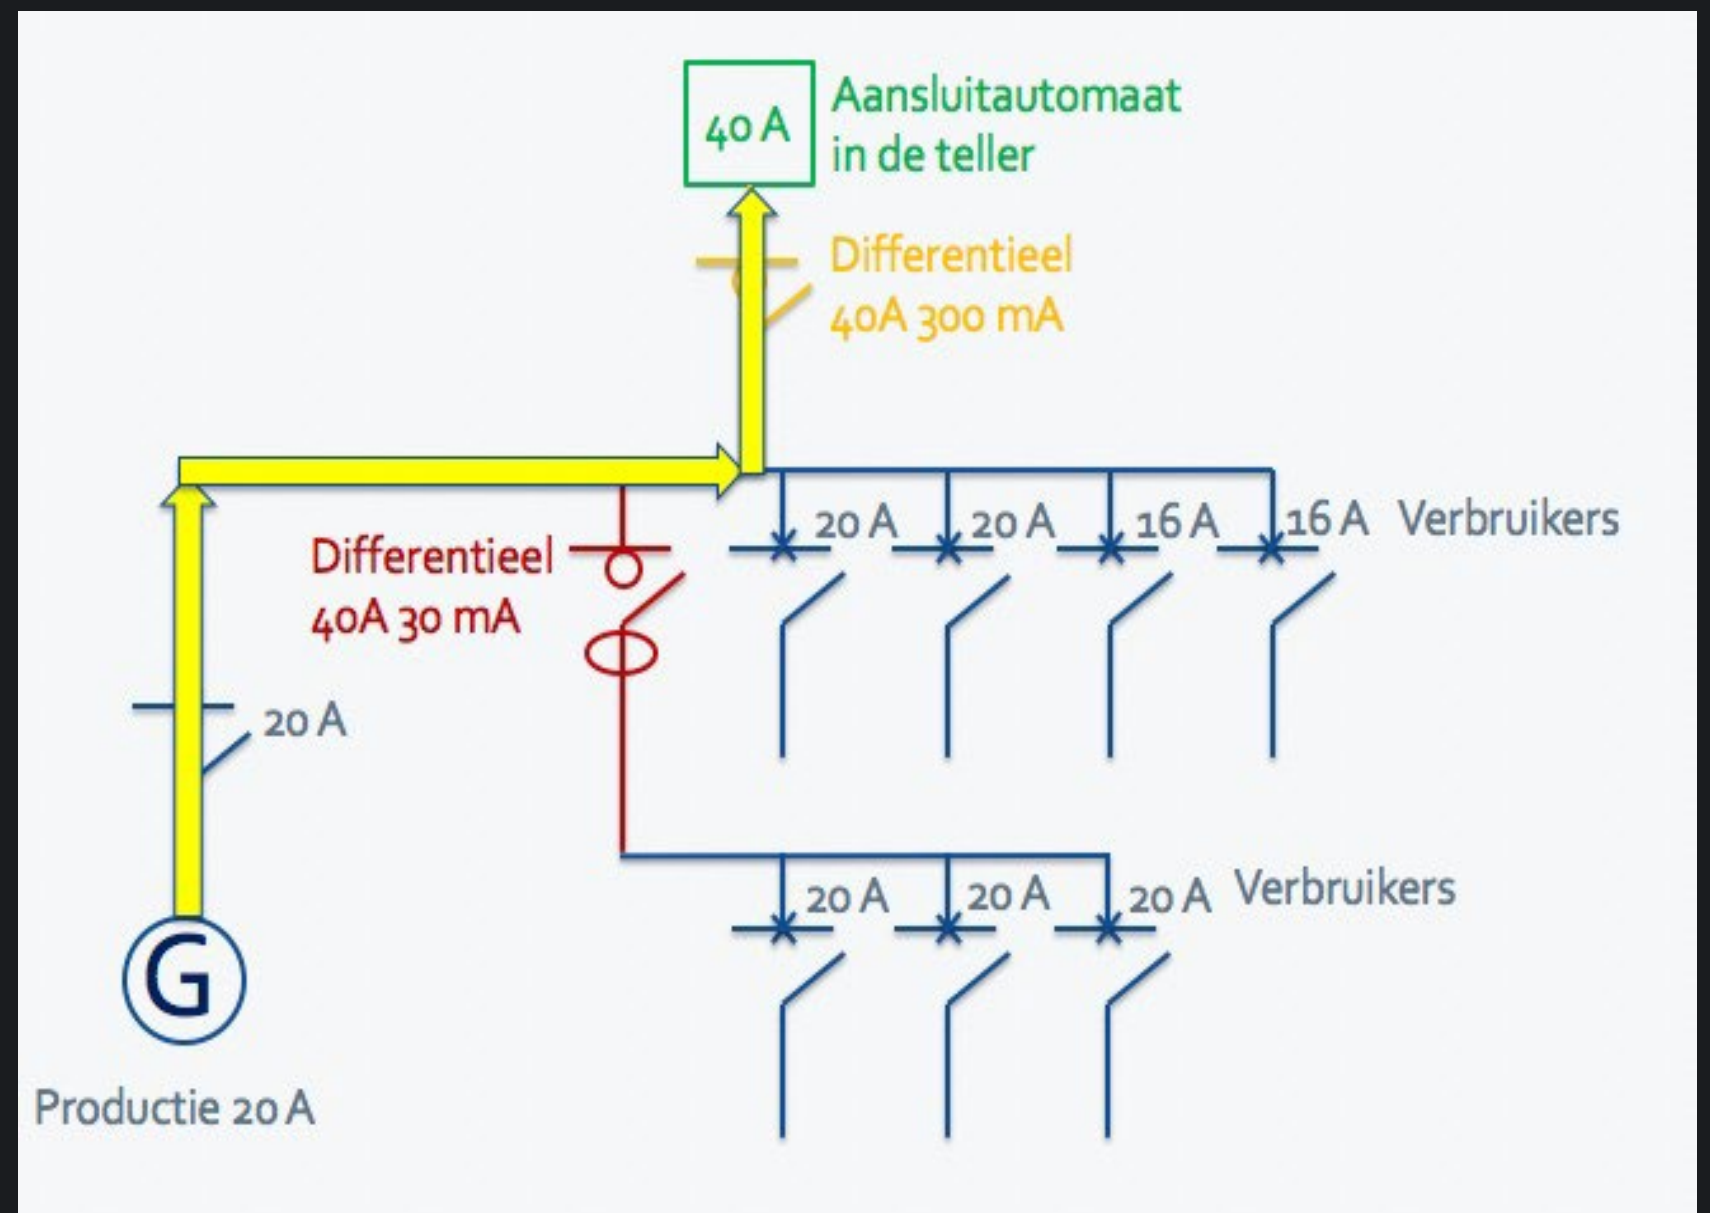 40 A
Aansluitautomaat
in de teller
Differentieel
40A 300 mA
20 A
20 A
16 A
16 A
Verbruikers
Differentieel
40A 30 mA
20 A
20 A
20 A
20 A
Verbruikers
G
Productie 20 A